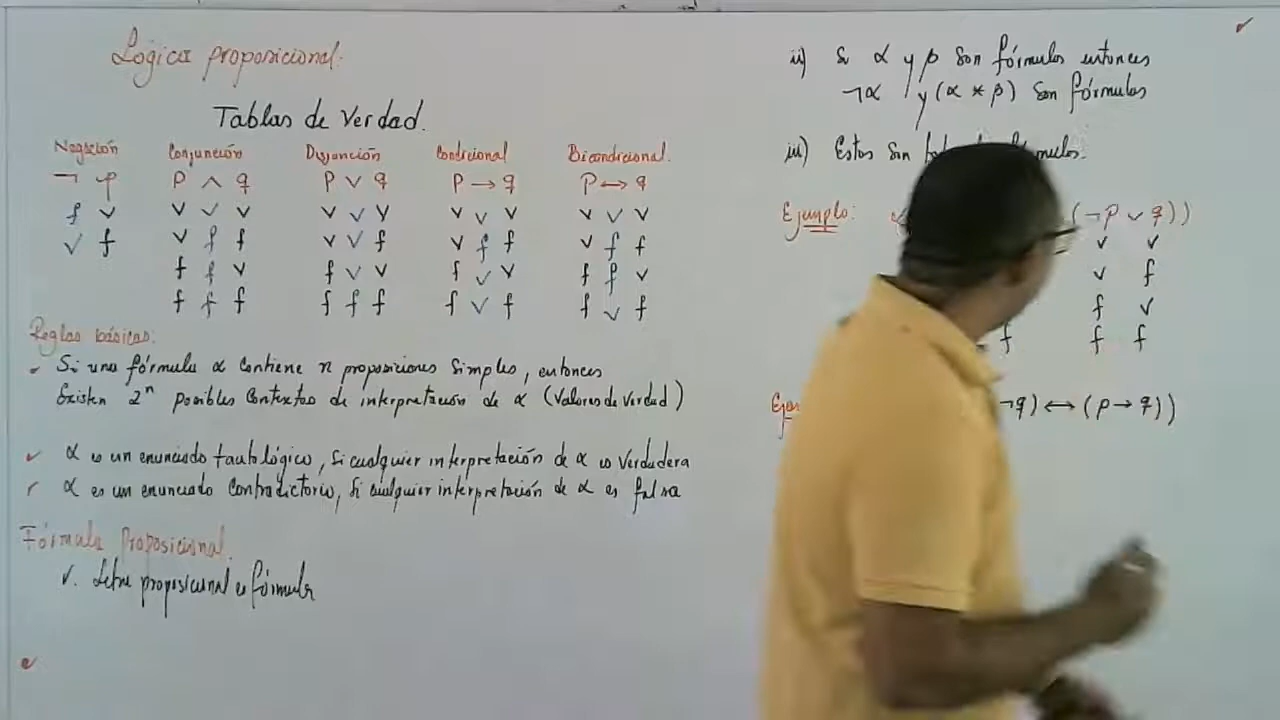 Lógica proposicional.
Tablas de Verdad.
Negación Conjunción Disyunción Condicional Bicondicional.
¬ p P ∧ q P ∨ q P → q P ↔ q
f v v v v v v v v v v v v v
v f v f f v v f v f f v f f
f f v f v v f v v f f v
f f f f f f f v f f v f
Reglas básicas:
✓ Si una fórmula α contiene n proposiciones simples, entonces
Existen 2ⁿ posibles contextos de interpretación de α (valores de verdad)
✓ α es un enunciado tautológico, si cualquier interpretación de α es verdadera
✓ α es un enunciado contradictorio, si cualquier interpretación de α es falsa
Fórmula Proposicional.
✓. Letra proposicional es fórmula
ii) Si α y β son fórmulas entonces
¬α y (α * β) son fórmulas
iii) Estas son
Ejemplo: (¬P ∨ q))
v v
v f
f v
f f f
¬q) ↔ (p → q))